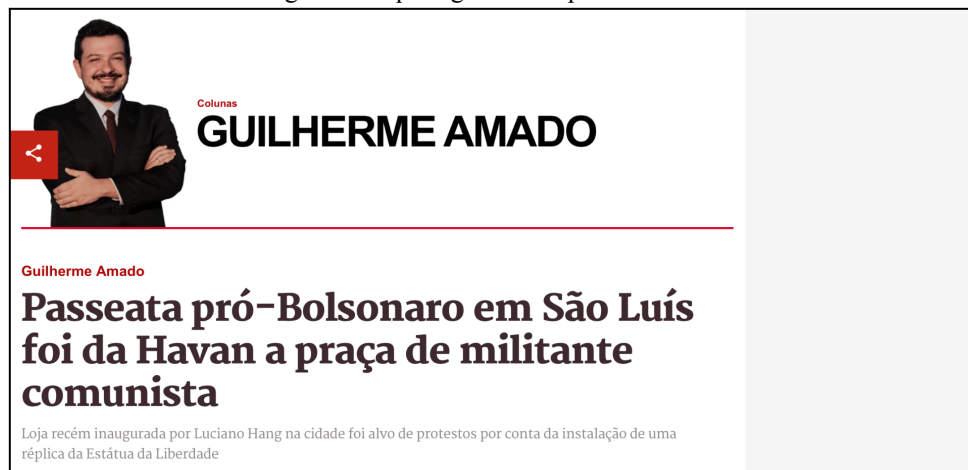 Colunas
GUILHERME AMADO
Guilherme Amado
Passeata pró-Bolsonaro em São Luís
foi da Havan a praça de militante
comunista
Loja recém inaugurada por Luciano Hang na cidade foi alvo de protestos por conta da instalação de uma
réplica da Estátua da Liberdade